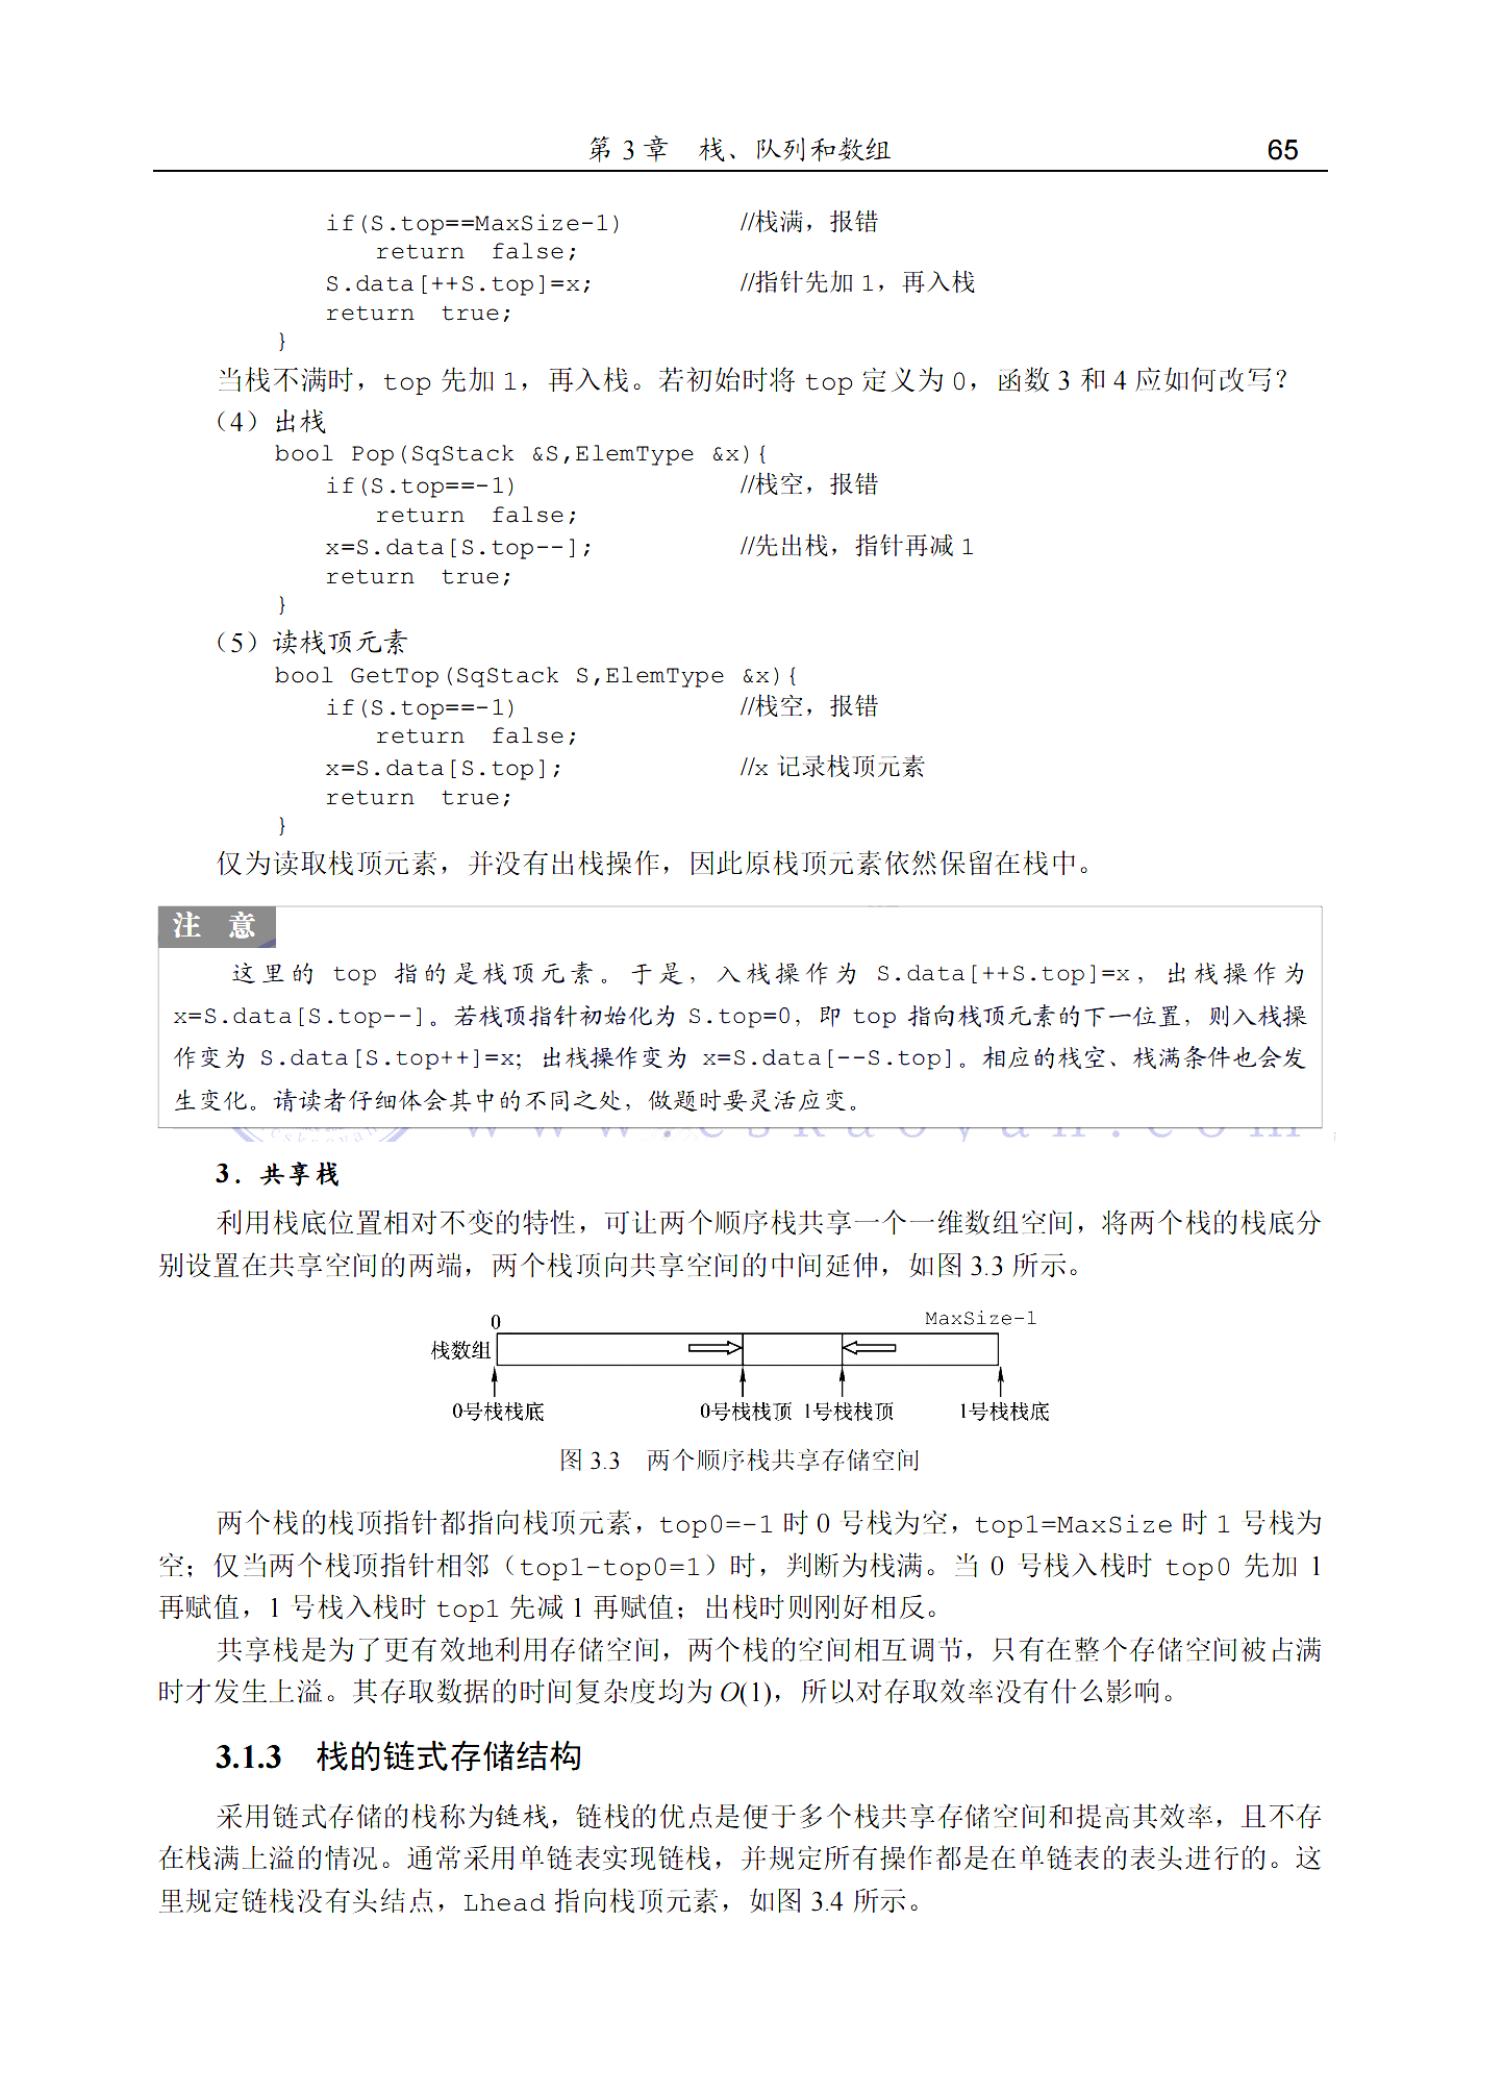 第 3 章 栈、队列和数组 65
if(S.top==MaxSize-1) //栈满，报错
return false;
S.data[++S.top]=x; //指针先加 1，再入栈
return true;
}
当栈不满时，top 先加 1，再入栈。若初始时将 top 定义为 0，函数 3 和 4 应如何改写？
（4）出栈
bool Pop(SqStack &S,ElemType &x){
if(S.top==-1) //栈空，报错
return false;
x=S.data[S.top--]; //先出栈，指针再减 1
return true;
}
（5）读栈顶元素
bool GetTop(SqStack S,ElemType &x){
if(S.top==-1) //栈空，报错
return false;
x=S.data[S.top]; //x 记录栈顶元素
return true;
}
仅为读取栈顶元素，并没有出栈操作，因此原栈顶元素依然保留在栈中。
注 意
这里的 top 指的是栈顶元素。于是，入栈操作为 S.data[++S.top]=x，出栈操作为
x=S.data[S.top--]。若栈顶指针初始化为 S.top=0，即 top 指向栈顶元素的下一位置，则入栈操
作变为 S.data[S.top++]=x；出栈操作变为 x=S.data[--S.top]。相应的栈空、栈满条件也会发
生变化。请读者仔细体会其中的不同之处，做题时要灵活应变。
3．共享栈
利用栈底位置相对不变的特性，可让两个顺序栈共享一个一维数组空间，将两个栈的栈底分
别设置在共享空间的两端，两个栈顶向共享空间的中间延伸，如图 3.3 所示。
0 MaxSize-1
栈数组
0号栈栈底 0号栈栈顶 1号栈栈顶 1号栈栈底
图 3.3 两个顺序栈共享存储空间
两个栈的栈顶指针都指向栈顶元素，top0=-1 时 0 号栈为空，top1=MaxSize 时 1 号栈为
空；仅当两个栈顶指针相邻（top1-top0=1）时，判断为栈满。当 0 号栈入栈时 top0 先加 1
再赋值，1 号栈入栈时 top1 先减 1 再赋值；出栈时则刚好相反。
共享栈是为了更有效地利用存储空间，两个栈的空间相互调节，只有在整个存储空间被占满
时才发生上溢。其存取数据的时间复杂度均为 O(1)，所以对存取效率没有什么影响。
3.1.3 栈的链式存储结构
采用链式存储的栈称为链栈，链栈的优点是便于多个栈共享存储空间和提高其效率，且不存
在栈满上溢的情况。通常采用单链表实现链栈，并规定所有操作都是在单链表的表头进行的。这
里规定链栈没有头结点，Lhead 指向栈顶元素，如图 3.4 所示。